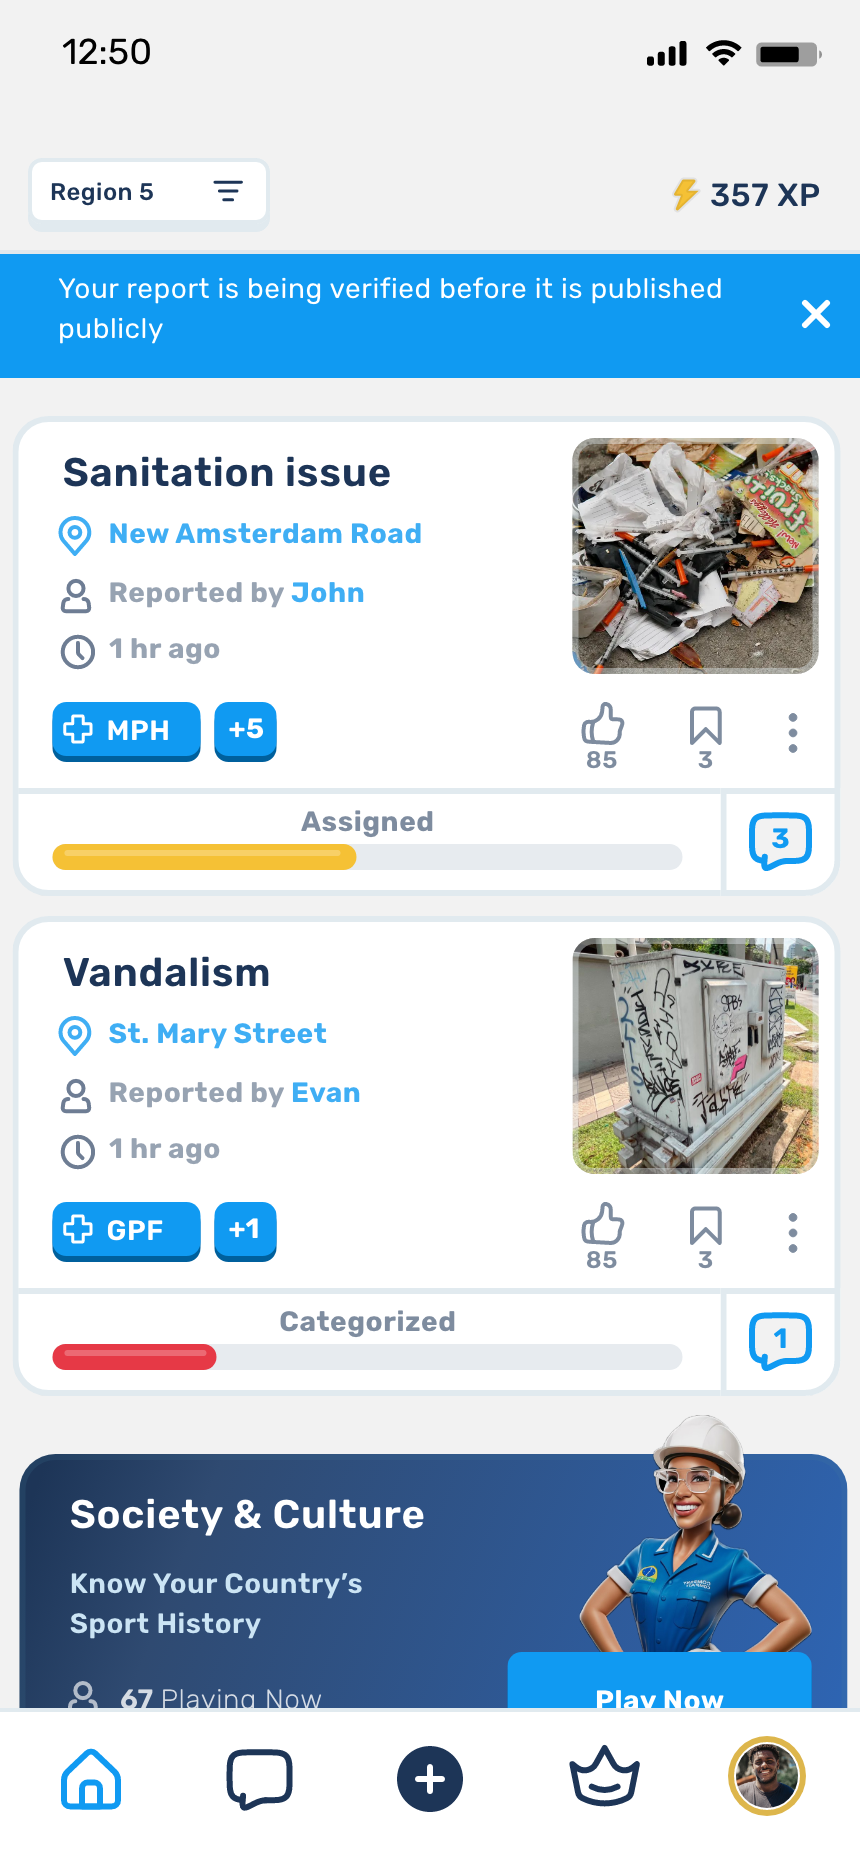 12:50
Region 5
357 XP
Your report is being verified before it is published
publicly
Sanitation issue
New Amsterdam Road
Reported by John
1 hr ago
MPH
+5
85
3
Assigned
3
Vandalism
St. Mary Street
Reported by Evan
1 hr ago
GPF
+1
85
3
Categorized
1
Society & Culture
Know Your Country’s
Sport History
67 Playing Now
Play Now